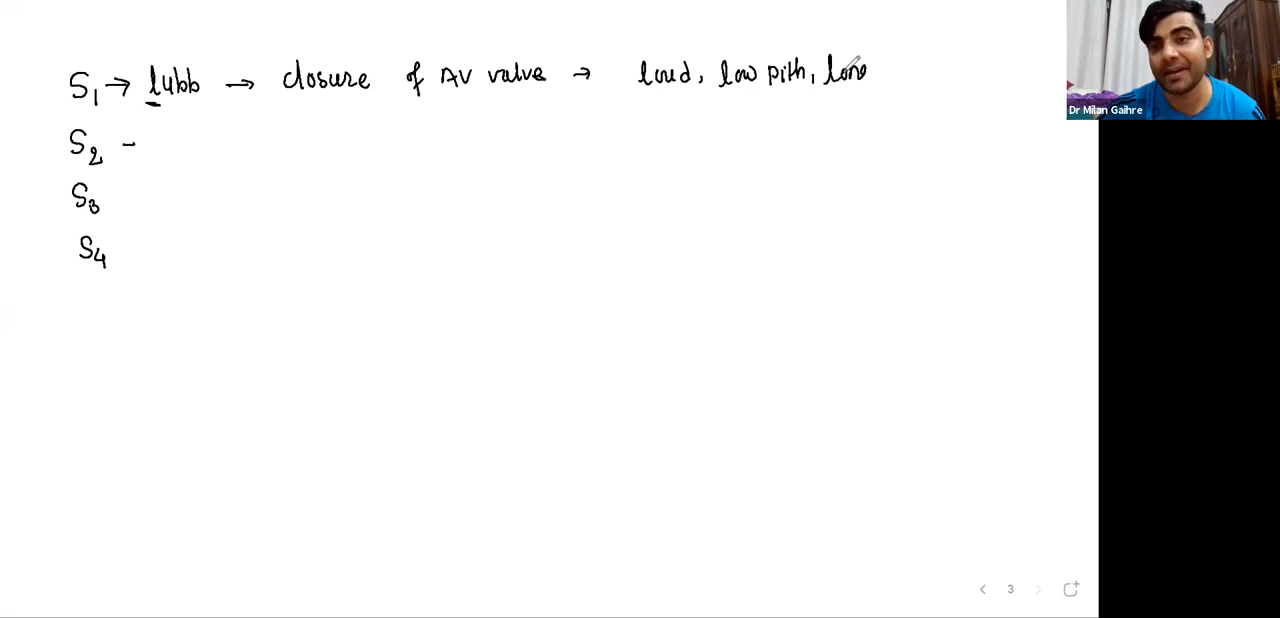 S₁ → lubb → closure of AV valve → loud, low pith, long
S₂ -
S₃
S₄
Dr Milan Gaihre
< 3 >